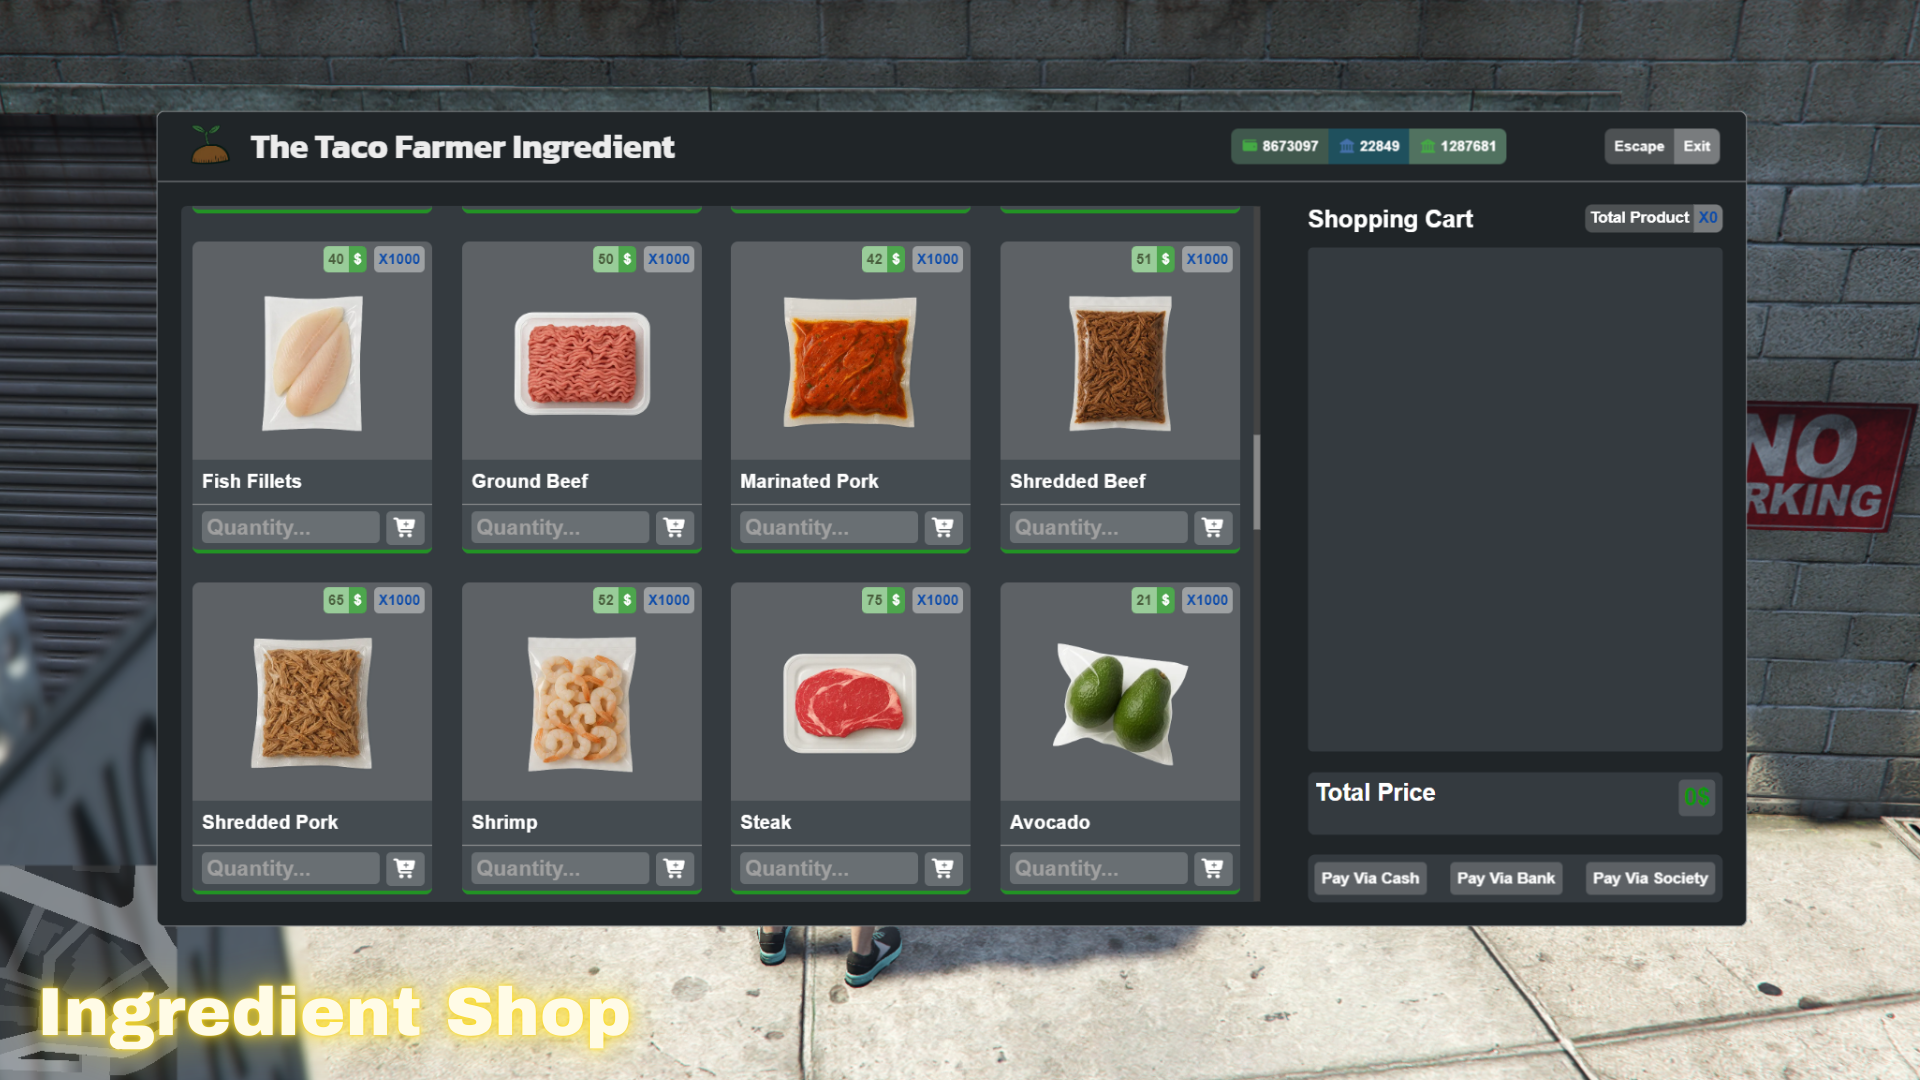 The Taco Farmer Ingredient
8673097
22849
1287681
Escape Exit
Shopping Cart
Total Product X0
40 $ X1000
50 $ X1000
42 $ X1000
51 $ X1000
Fish Fillets
Ground Beef
Marinated Pork
Shredded Beef
Quantity...
Quantity...
Quantity...
Quantity...
65 $ X1000
52 $ X1000
75 $ X1000
21 $ X1000
Shredded Pork
Shrimp
Steak
Avocado
Quantity...
Quantity...
Quantity...
Quantity...
Total Price
0$
Pay Via Cash
Pay Via Bank
Pay Via Society
NO
RKING
Ingredient Shop